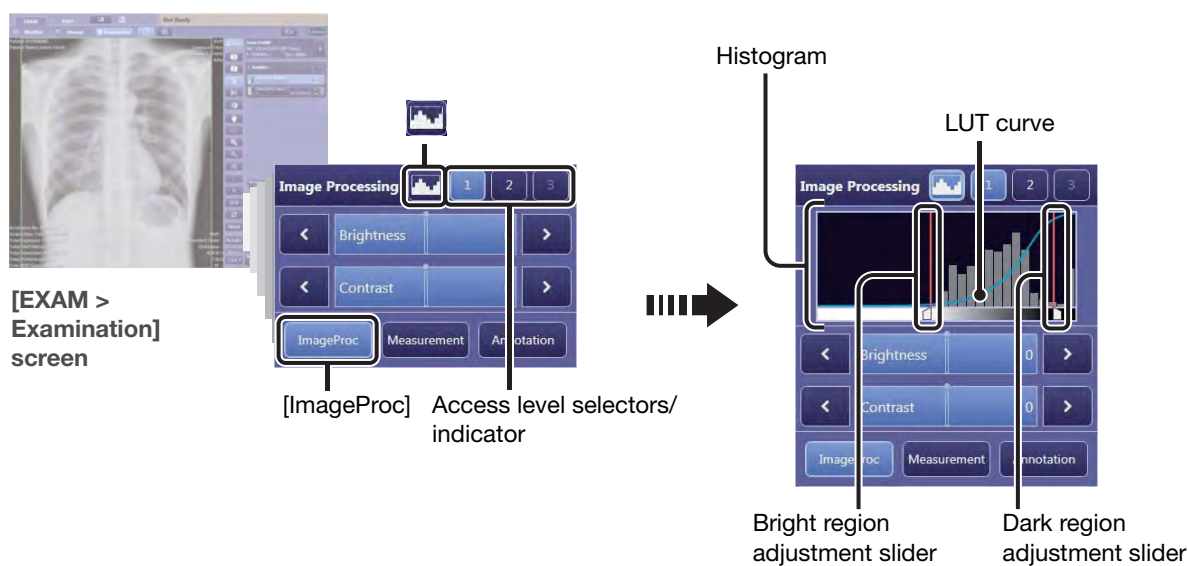 EXAM
EASY
Not Ready
Histogram
LUT curve
Image Processing
1
2
3
Brightness
Contrast
ImageProc
Measurement
Annotation
[EXAM >
Examination]
screen
[ImageProc]
Access level selectors/
indicator
Image Processing
1
2
3
Brightness
0
Contrast
0
ImageProc
Measurement
Annotation
Bright region
adjustment slider
Dark region
adjustment slider